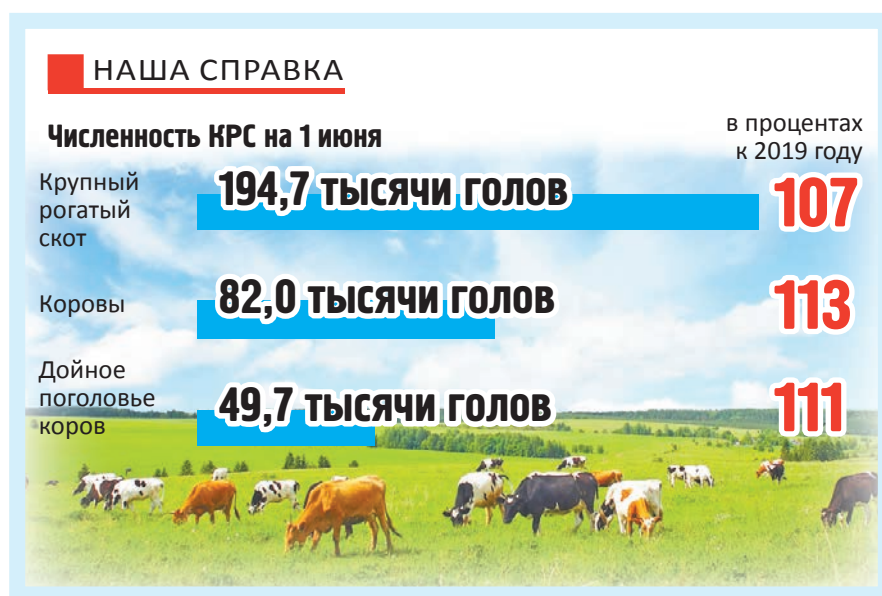 НАША СПРАВКА
Численность КРС на 1 июня
в процентах
к 2019 году
Крупный
рогатый
скот
194,7 тысячи голов
107
Коровы
82,0 тысячи голов
113
Дойное
поголовье
коров
49,7 тысячи голов
111